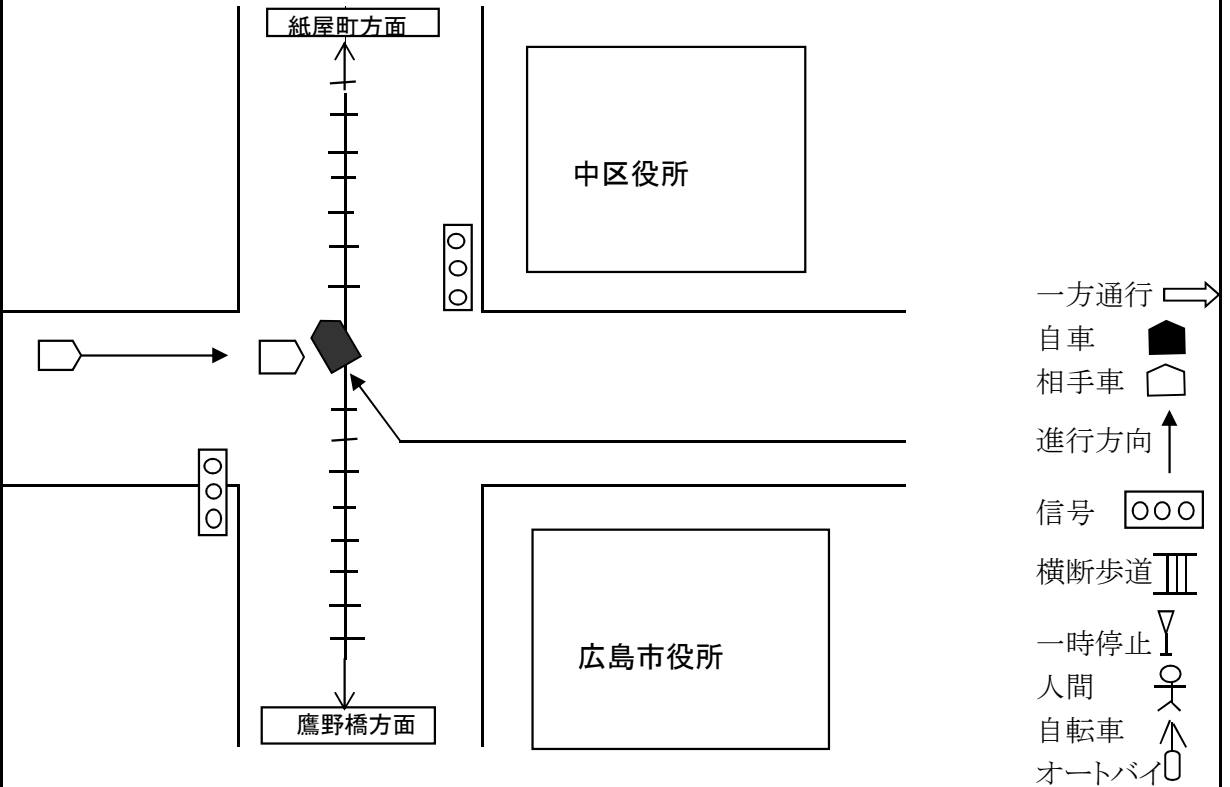 紙屋町方面
中区役所
一方通行
自車
相手車
進行方向
信号
横断歩道
一時停止
人間
自転車
オートバイ
広島市役所
鷹野橋方面